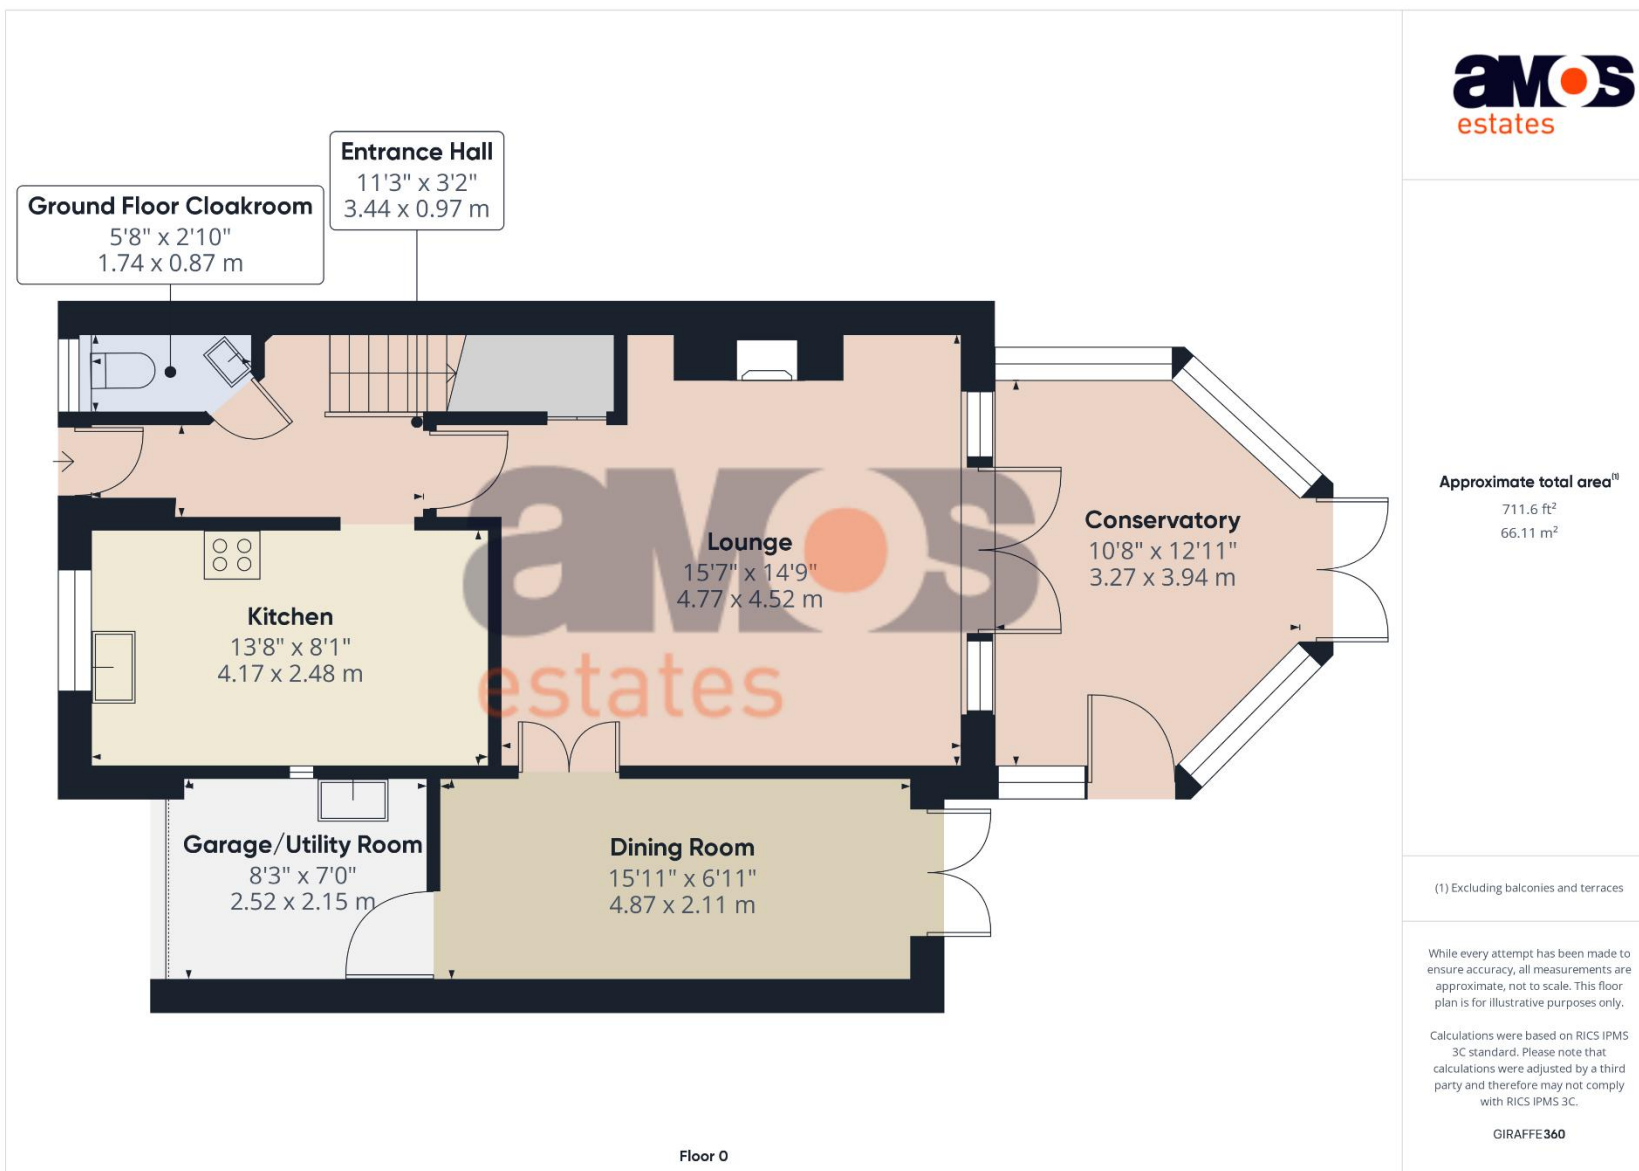 amos
estates
Entrance Hall
11'3" x 3'2"
3.44 x 0.97 m
Ground Floor Cloakroom
5'8" x 2'10"
1.74 x 0.87 m
Lounge
15'7" x 14'9"
4.77 x 4.52 m
Conservatory
10'8" x 12'11"
3.27 x 3.94 m
Kitchen
13'8" x 8'1"
4.17 x 2.48 m
amos
estates
Garage/Utility Room
8'3" x 7'0"
2.52 x 2.15 m
Dining Room
15'11" x 6'11"
4.87 x 2.11 m
Floor 0
Approximate total area(1)
711.6 ft²
66.11 m²
(1) Excluding balconies and terraces
While every attempt has been made to
ensure accuracy, all measurements are
approximate, not to scale. This floor
plan is for illustrative purposes only.
Calculations were based on RICS IPMS
3C standard. Please note that
calculations were adjusted by a third
party and therefore may not comply
with RICS IPMS 3C.
GIRAFFE360